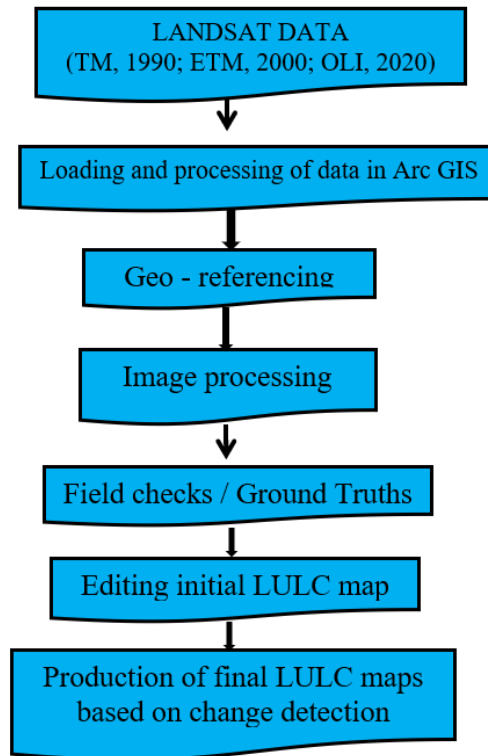 LANDSAT DATA
(TM, 1990; ETM, 2000; OLI, 2020)
Loading and processing of data in Arc GIS
Geo - referencing
Image processing
Field checks / Ground Truths
Editing initial LULC map
Production of final LULC maps
based on change detection